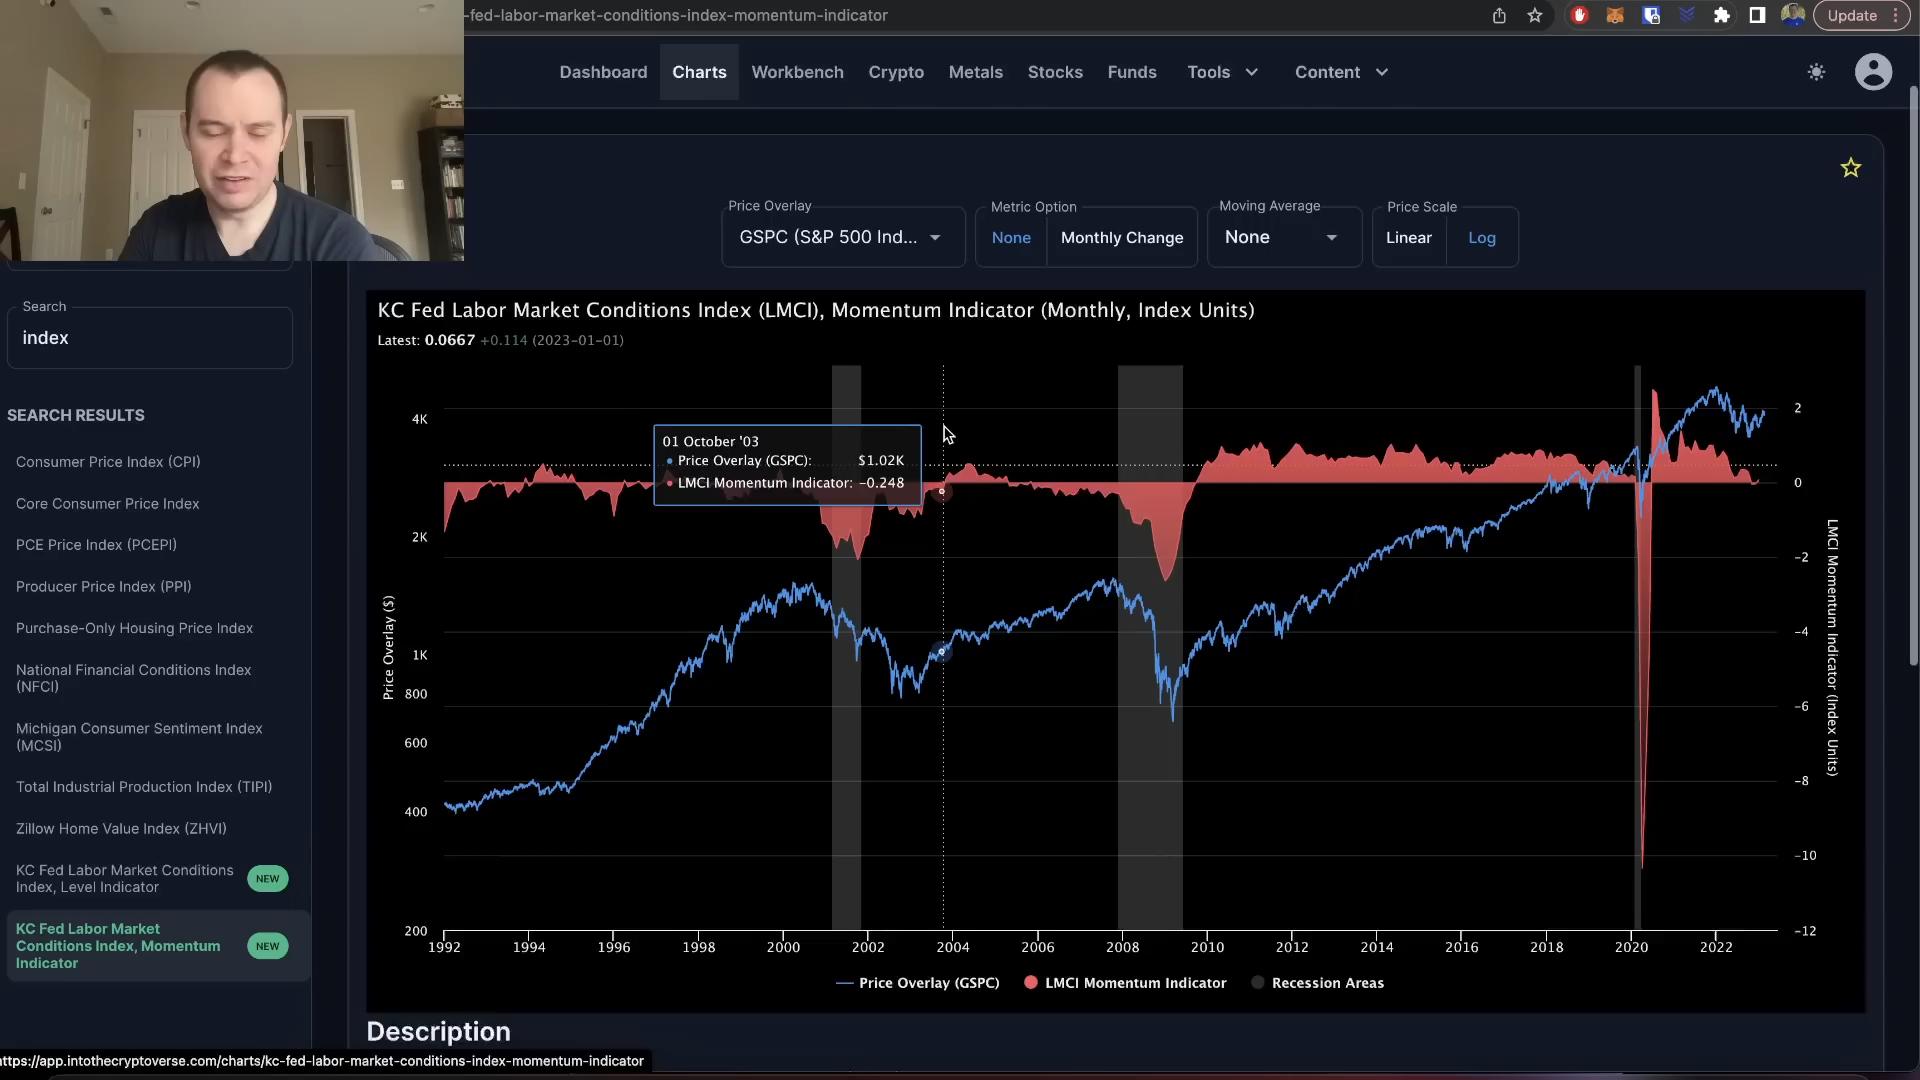 -fed-labor-market-conditions-index-momentum-indicator
Update
Dashboard
Charts
Workbench
Crypto
Metals
Stocks
Funds
Tools
Content
Price Overlay
GSPC (S&P 500 Ind...
Metric Option
None
Monthly Change
Moving Average
None
Price Scale
Linear
Log
Search
index
SEARCH RESULTS
Consumer Price Index (CPI)
Core Consumer Price Index
PCE Price Index (PCEPI)
Producer Price Index (PPI)
Purchase-Only Housing Price Index
National Financial Conditions Index
(NFCI)
Michigan Consumer Sentiment Index
(MCSI)
Total Industrial Production Index (TIPI)
Zillow Home Value Index (ZHVI)
KC Fed Labor Market Conditions
Index, Level Indicator
NEW
KC Fed Labor Market
Conditions Index, Momentum
Indicator
NEW
KC Fed Labor Market Conditions Index (LMCI), Momentum Indicator (Monthly, Index Units)
Latest: 0.0667 +0.114 (2023-01-01)
01 October '03
Price Overlay (GSPC): $1.02K
LMCI Momentum Indicator: −0.248
Price Overlay ($)
4K
2K
1K
800
600
400
200
2
0
−2
−4
−6
−8
−10
−12
LMCI Momentum Indicator (Index Units)
1992 1994 1996 1998 2000 2002 2004 2006 2008 2010 2012 2014 2016 2018 2020 2022
Price Overlay (GSPC)
LMCI Momentum Indicator
Recession Areas
Description
https://app.intothecryptoverse.com/charts/kc-fed-labor-market-conditions-index-momentum-indicator